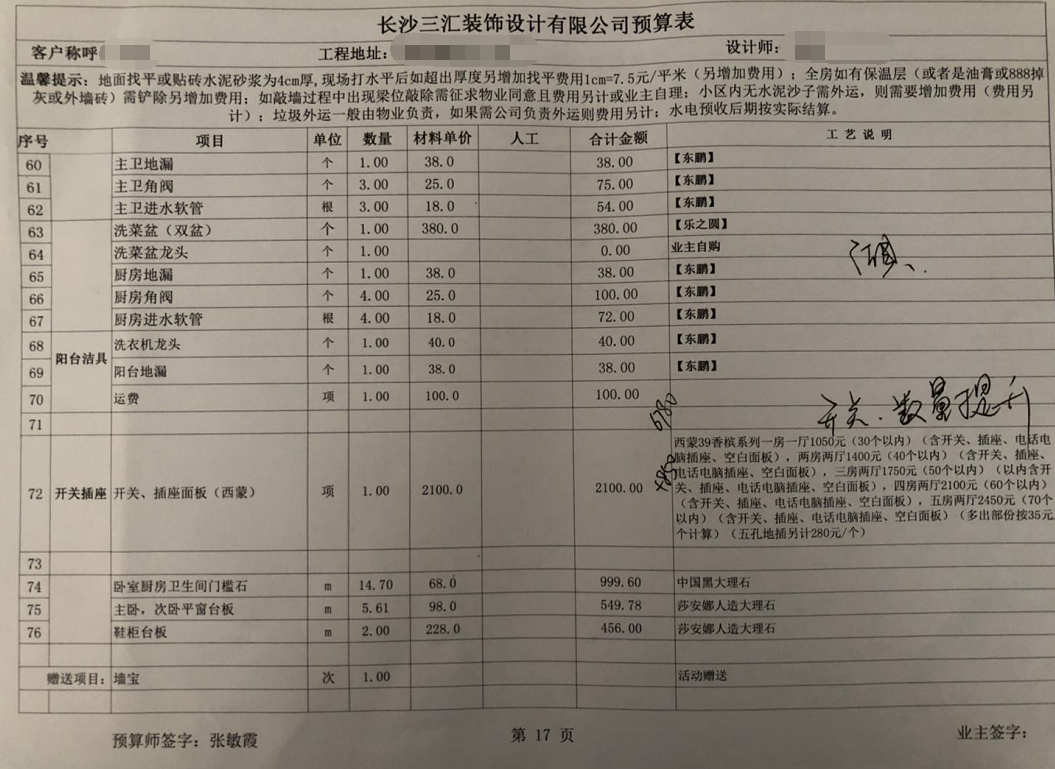 长沙三汇装饰设计有限公司预算表
客户称呼 工程地址: 设计师:
温馨提示: 地面找平或贴砖水泥砂浆为4cm厚,现场打水平后如超出厚度另增加找平费用1cm=7.5元/平米(另增加费用); 全房如有保温层(或者是油膏或888掉
灰或外墙砖)需铲除另增加费用; 如敲墙过程中出现梁位敲除需征求物业同意且费用另计或业主自理; 小区内无水泥沙子需外运, 则需要增加费用(费用另
计); 垃圾外运一般由物业负责, 如果需公司负责外运则费用另计; 水电预收后期按实际结算。
序号 项目 单位 数量 材料单价 人工 合计金额 工艺说明
60 主卫地漏 个 1.00 38.0 38.00 【东鹏】
61 主卫角阀 个 3.00 25.0 75.00 【东鹏】
62 主卫进水软管 根 3.00 18.0 54.00 【东鹏】
63 洗菜盆(双盆) 个 1.00 380.0 380.00 【乐之圆】
64 洗菜盆龙头 个 1.00 0.00 业主自购
65 厨房地漏 个 1.00 38.0 38.00 【东鹏】
66 厨房角阀 个 4.00 25.0 100.00 【东鹏】
67 厨房进水软管 根 4.00 18.0 72.00 【东鹏】
68 洗衣机龙头 个 1.00 40.0 40.00 【东鹏】
阳台洁具
69 阳台地漏 个 1.00 38.0 38.00 【东鹏】
70 运费 项 1.00 100.0 100.00
开关.数量提升
71
72 开关插座 开关、插座面板(西蒙) 项 1.00 2100.0 2100.00
西蒙39香槟系列一房一厅1050元(30个以内)(含开关、插座、电话电
脑插座、空白面板), 两房两厅1400元(40个以内)(含开关、插座、
电话电脑插座、空白面板), 三房两厅1750元(50个以内)(以内含开
关、插座、电话电脑插座、空白面板), 四房两厅2100元(60个以内)
(含开关、插座、电话电脑插座、空白面板), 五房两厅2450元(70个
以内)(含开关、插座、电话电脑插座、空白面板)(多出部份按35元
个计算)(五孔地插另计280元/个)
73
74 卧室厨房卫生间门槛石 m 14.70 68.0 999.60 中国黑大理石
75 主卧, 次卧平窗台板 m 5.61 98.0 549.78 莎安娜人造大理石
76 鞋柜台板 m 2.00 228.0 456.00 莎安娜人造大理石
赠送项目: 墙宝 次 1.00 活动赠送
预算师签字: 张敏霞 第 17 页 业主签字: